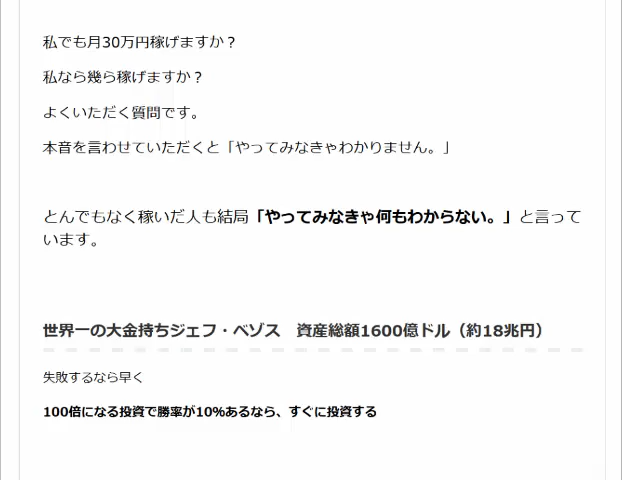 私でも月30万円稼げますか？
私なら幾ら稼げますか？
よくいただく質問です。
本音を言わせていただくと「やってみなきゃわかりません。」
とんでもなく稼いだ人も結局「やってみなきゃ何もわからない。」と言って
います。
世界一の大金持ちジェフ・ベゾス　資産総額1600億ドル（約18兆円）
失敗するなら早く
100倍になる投資で勝率が10%あるなら、すぐに投資する